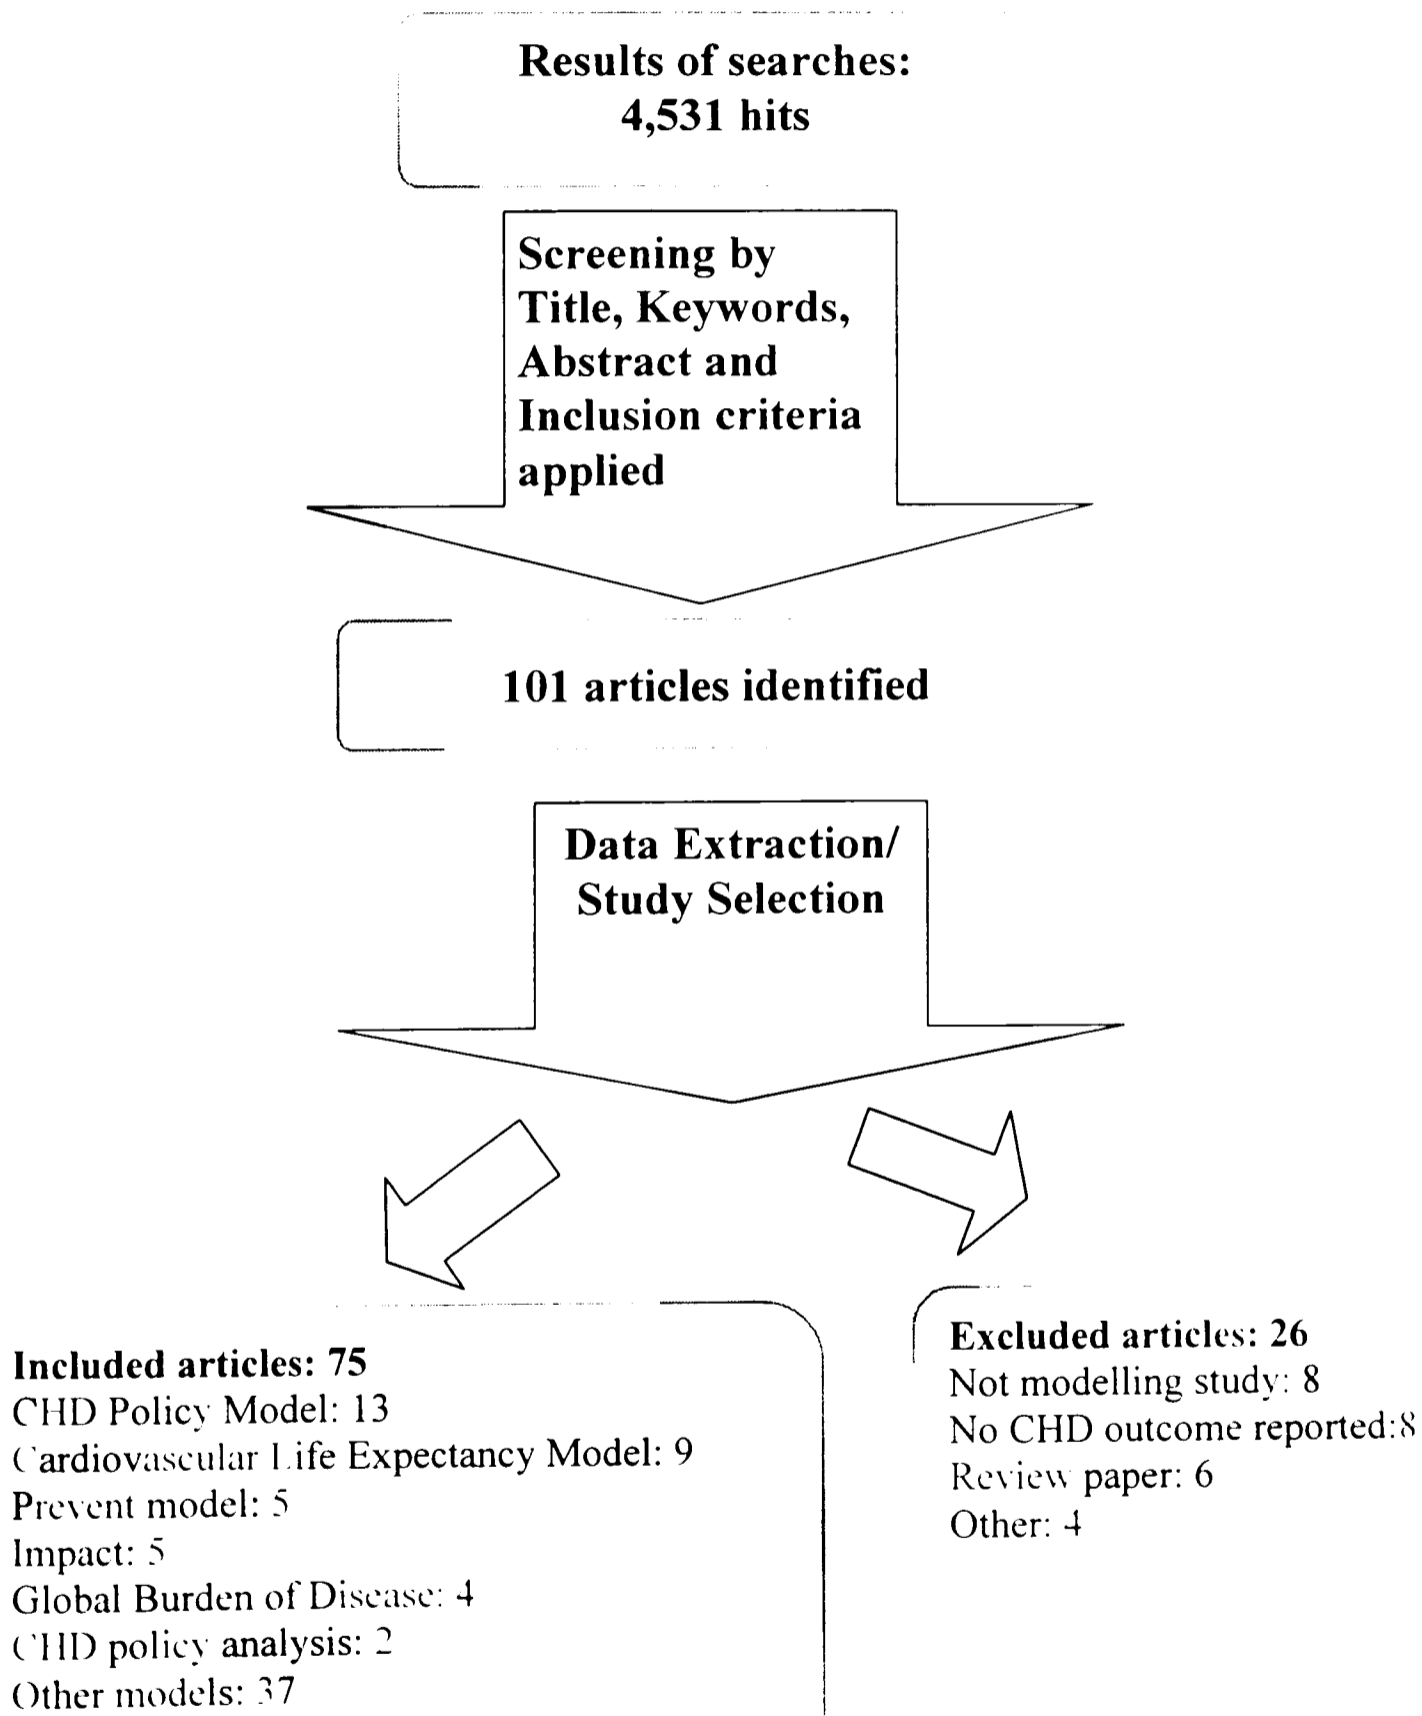 Results of searches:
4,531 hits
Screening by
Title, Keywords,
Abstract and
Inclusion criteria
applied
101 articles identified
Data Extraction/
Study Selection
Included articles: 75
CHD Policy Model: 13
Cardiovascular Life Expectancy Model: 9
Prevent model: 5
Impact: 5
Global Burden of Disease: 4
CHD policy analysis: 2
Other models: 37
Excluded articles: 26
Not modelling study: 8
No CHD outcome reported:8
Review paper: 6
Other: 4